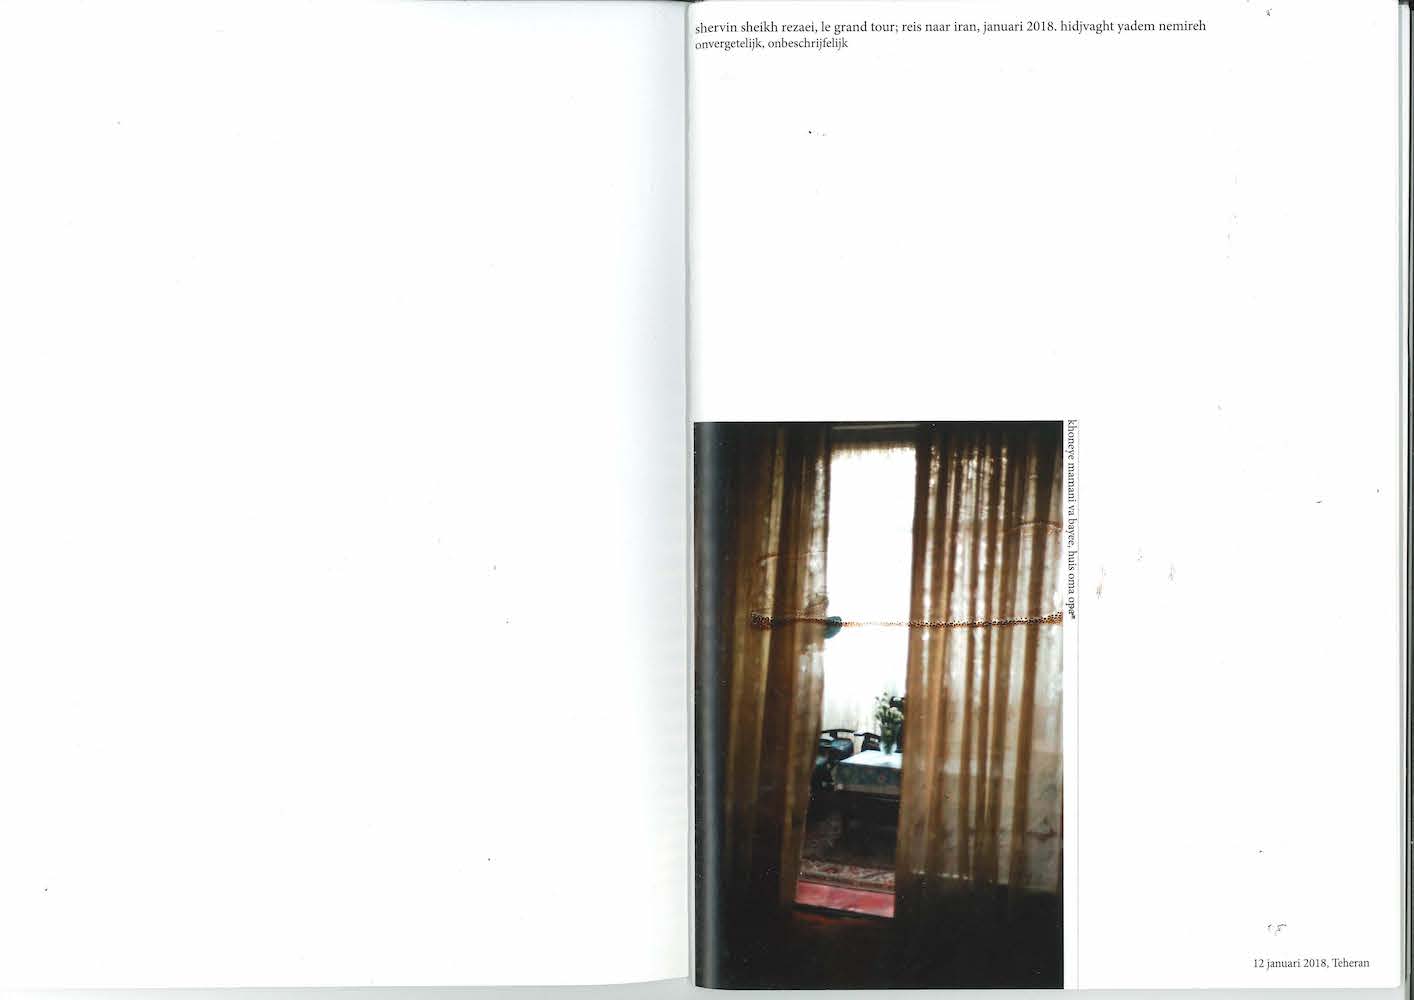 shervin sheikh rezaei, le grand tour; reis naar iran, januari 2018. hidjvaght yadem nemireh
onvergetelijk, onbeschrijfelijk
khoneye mamani va bayee, huis oma opa
12 januari 2018, Teheran